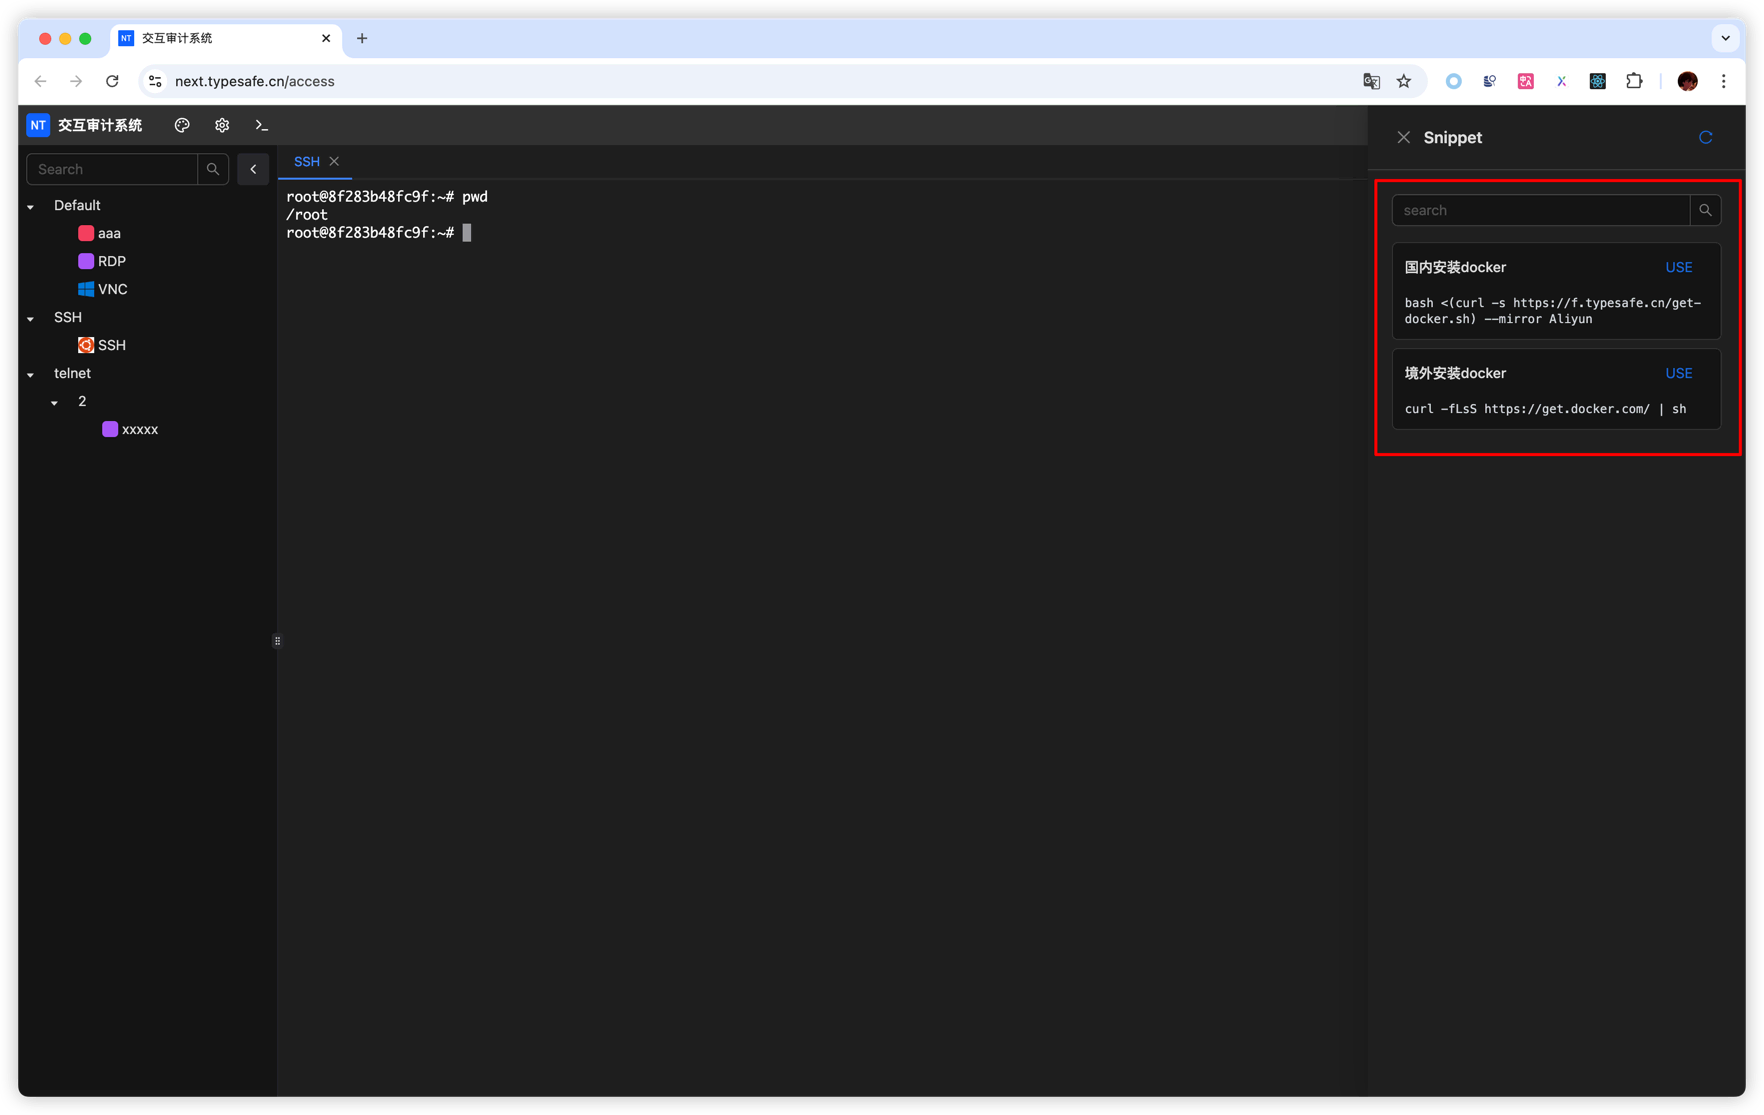 NT 交互审计系统
next.typesafe.cn/access
NT 交互审计系统
Search
Default
aaa
RDP
VNC
SSH
SSH
telnet
2
xxxxx
SSH
root@8f283b48fc9f:~# pwd
/root
root@8f283b48fc9f:~#
Snippet
search
国内安装docker USE
bash <(curl -s https://f.typesafe.cn/get-
docker.sh) --mirror Aliyun
境外安装docker USE
curl -fLsS https://get.docker.com/ | sh